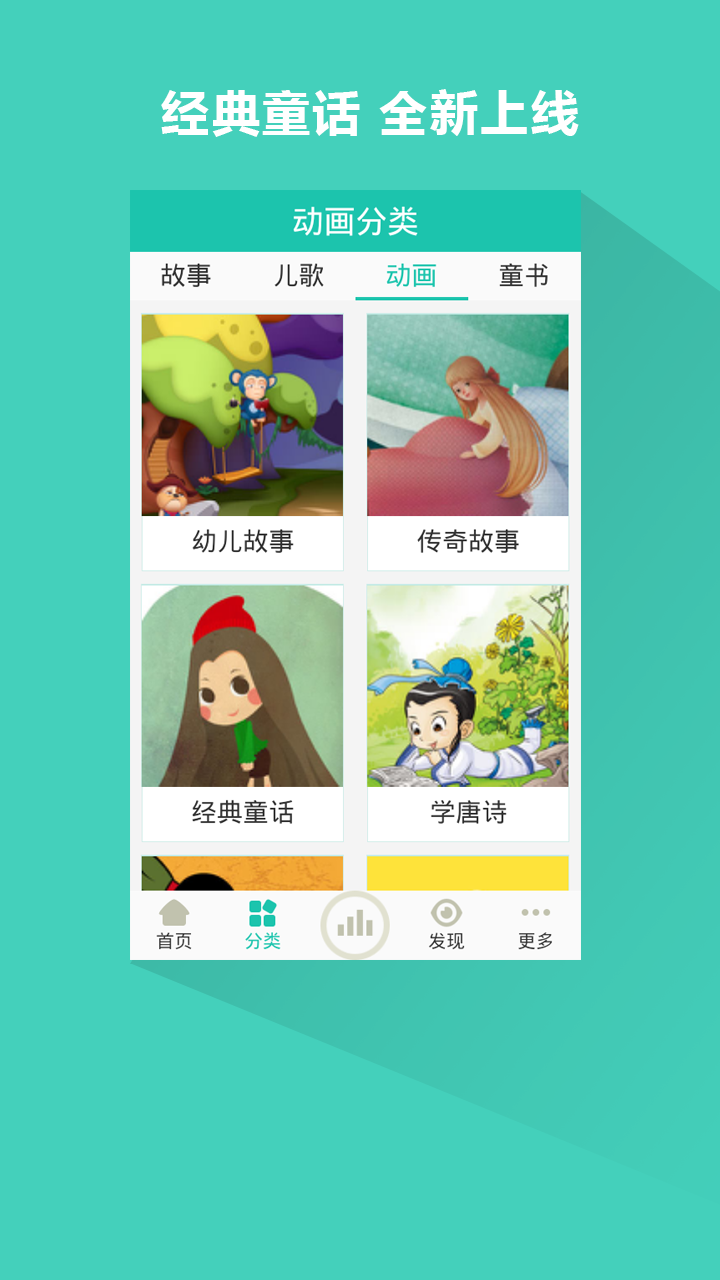 经典童话 全新上线
动画分类
故事 儿歌 动画 童书
幼儿故事 传奇故事
经典童话 学唐诗
首页 分类 发现 更多